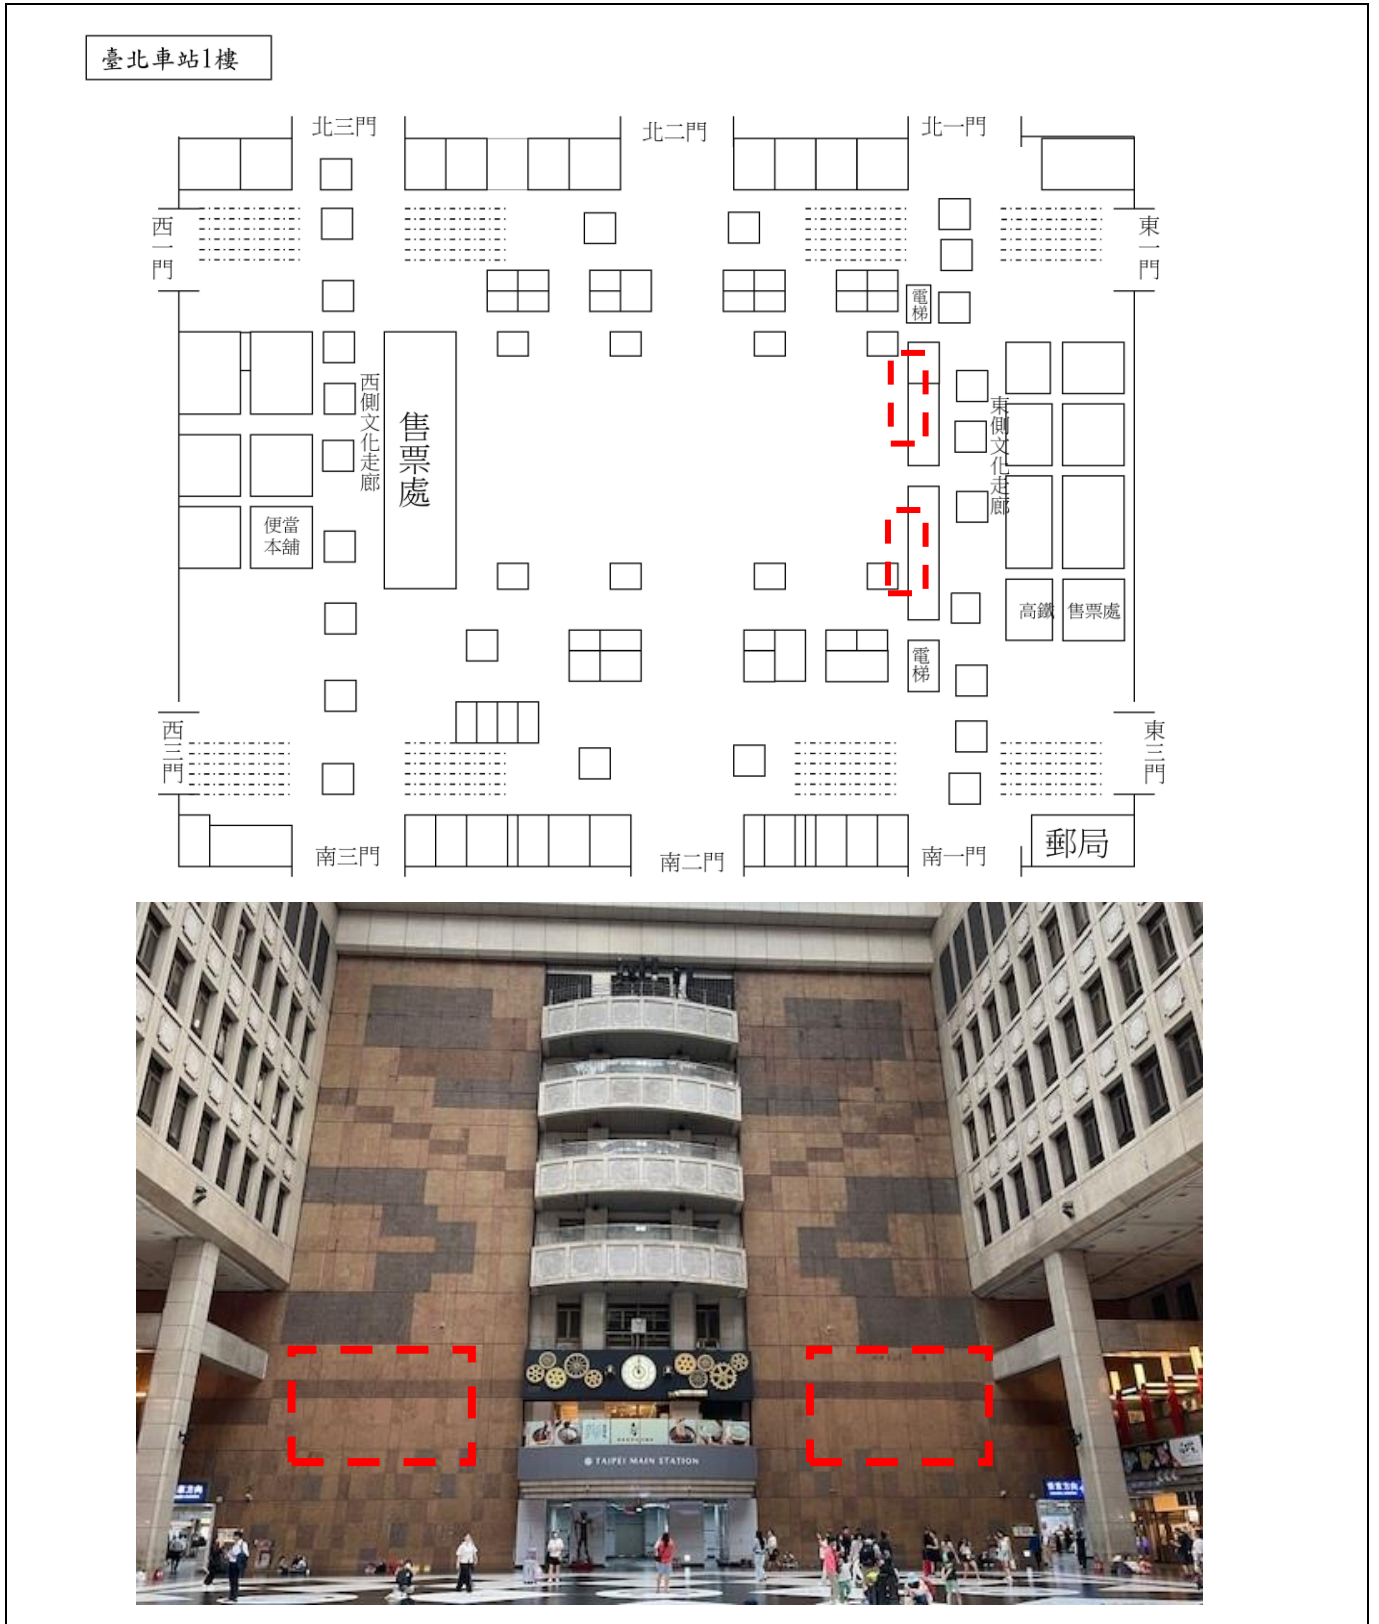 臺北車站1樓
北三門
北二門
北一門
西一門
東一門
電梯
西側文化走廊
售票處
東側文化走廊
便當
本舖
高鐵
售票處
電梯
西三門
東三門
南三門
南二門
南一門
郵局
TAIPEI MAIN STATION